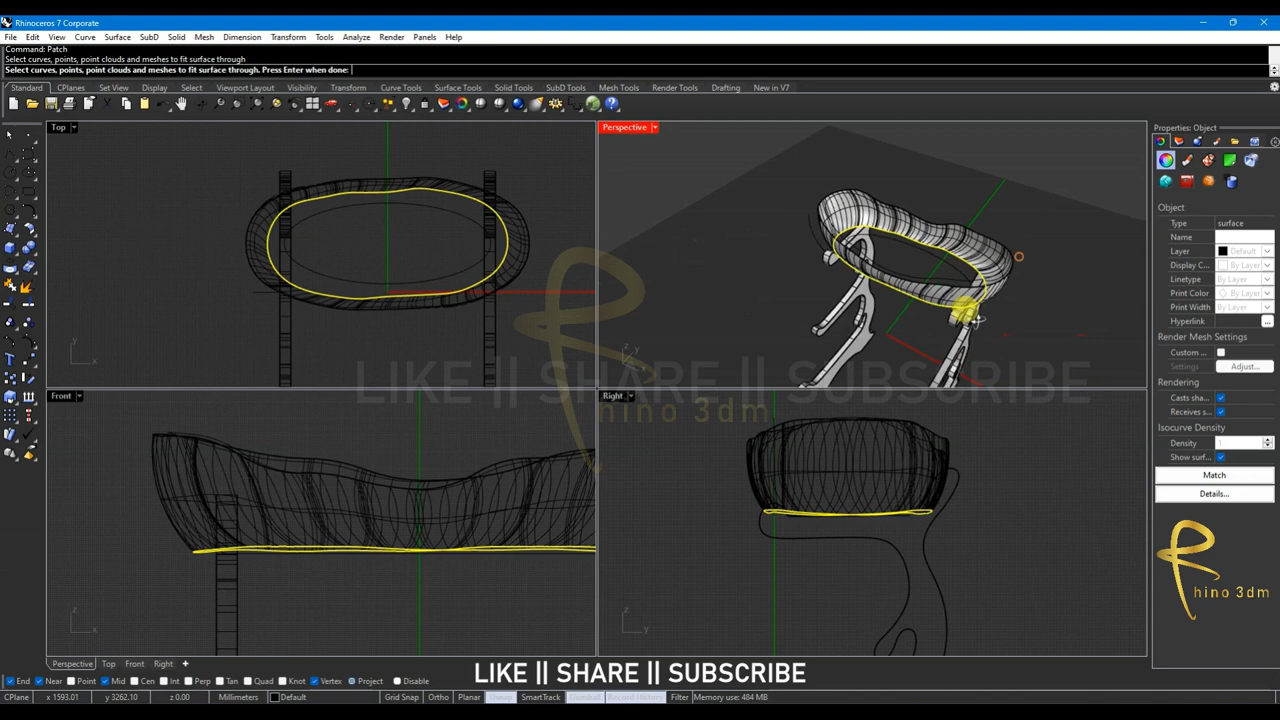 Rhinoceros 7 Corporate
File Edit View Curve Surface SubD Solid Mesh Dimension Transform Tools Analyze Render Panels Help
Command: Patch
Select curves, points, point clouds and meshes to fit surface through
Select curves, points, point clouds and meshes to fit surface through. Press Enter when done:
Standard CPlanes Set View Display Select Viewport Layout Visibility Transform Curve Tools Surface Tools Solid Tools SubD Tools Mesh Tools Render Tools Drafting New in V7
Top
Perspective
Properties: Object
Object
Type surface
Name
Layer Default
Display C... By Layer
Linetype By Layer
Print Color By Layer
Print Width By Layer
Hyperlink ...
Render Mesh Settings
Custom ...
Settings Adjust...
Rendering
Casts sha...
Receives s...
Isocurve Density
Density 1
Show surf...
Match
Details...
y
x
z
y
x
LIKE || SHARE || SUBSCRIBE
Rhino 3dm
Front
Right
z
x
z
y
Rhino 3dm
Perspective Top Front Right
LIKE || SHARE || SUBSCRIBE
End Near Point Mid Cen Int Perp Tan Quad Knot Vertex Project Disable
CPlane x 1593.01 y 3262.10 z 0.00 Millimeters Default Grid Snap Ortho Planar Osnap SmartTrack Gumball Record History Filter Memory use: 484 MB